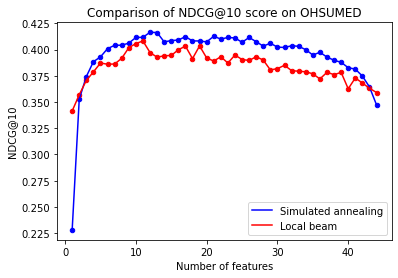 Comparison of NDCG@10 score on OHSUMED
NDCG@10
0.425
0.400
0.375
0.350
0.325
0.300
0.275
0.250
0.225
0
10
20
30
40
Number of features
Simulated annealing
Local beam